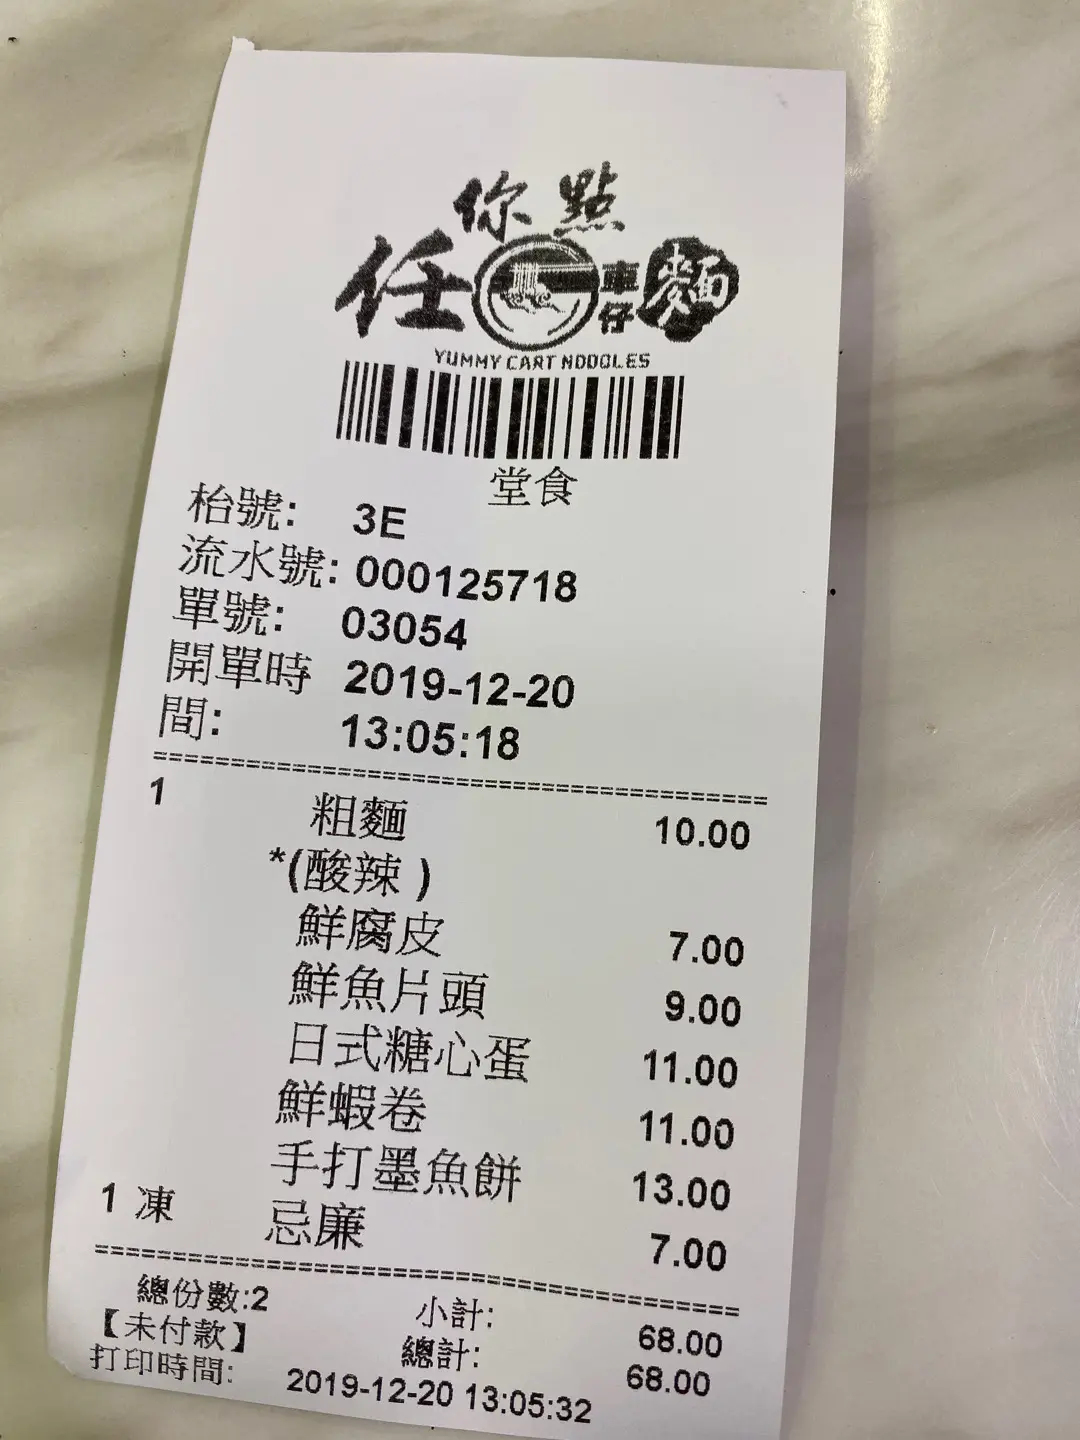 你點
任 車仔 麵
YUMMY CART NOODLES
堂食
枱號: 3E
流水號: 000125718
單號: 03054
開單時 2019-12-20
間: 13:05:18
1 粗麵 10.00
*(酸辣 )
鮮腐皮 7.00
鮮魚片頭 9.00
日式糖心蛋 11.00
鮮蝦卷 11.00
手打墨魚餅 13.00
1 凍 忌廉 7.00
總份數:2 小計: 68.00
【未付款】 總計: 68.00
打印時間: 2019-12-20 13:05:32